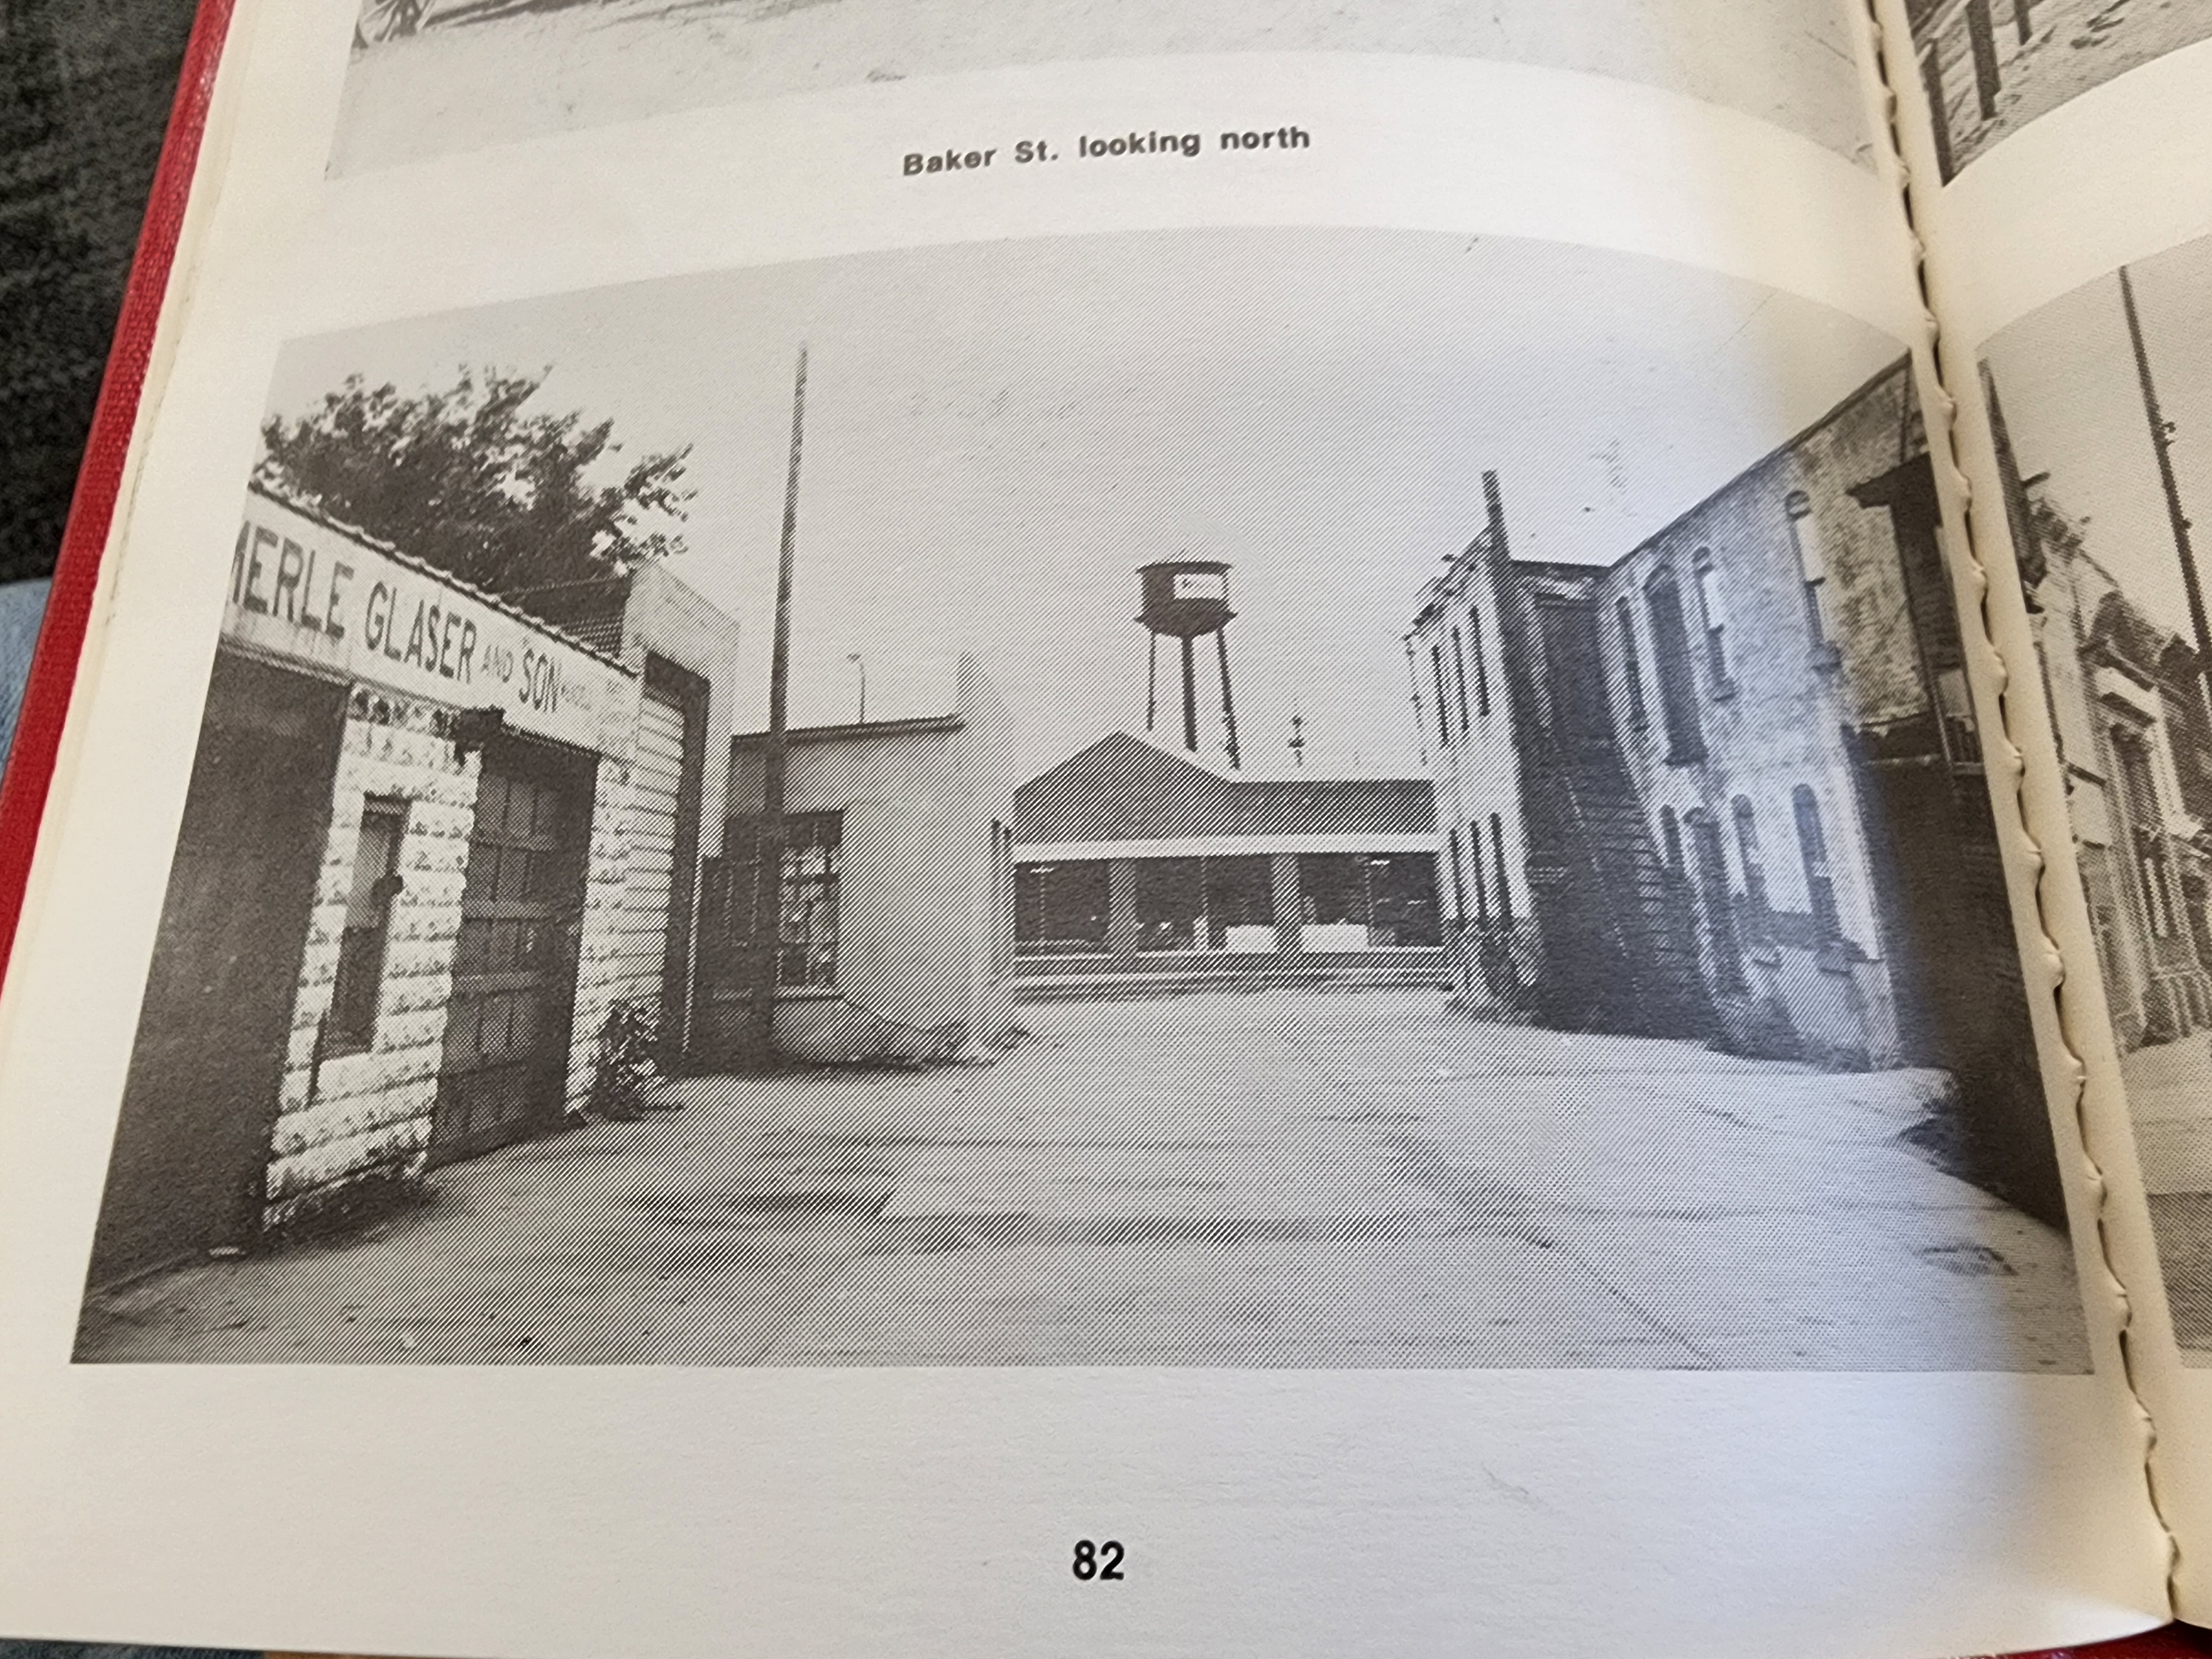 Baker St. looking north
MERLE GLASER AND SON
82